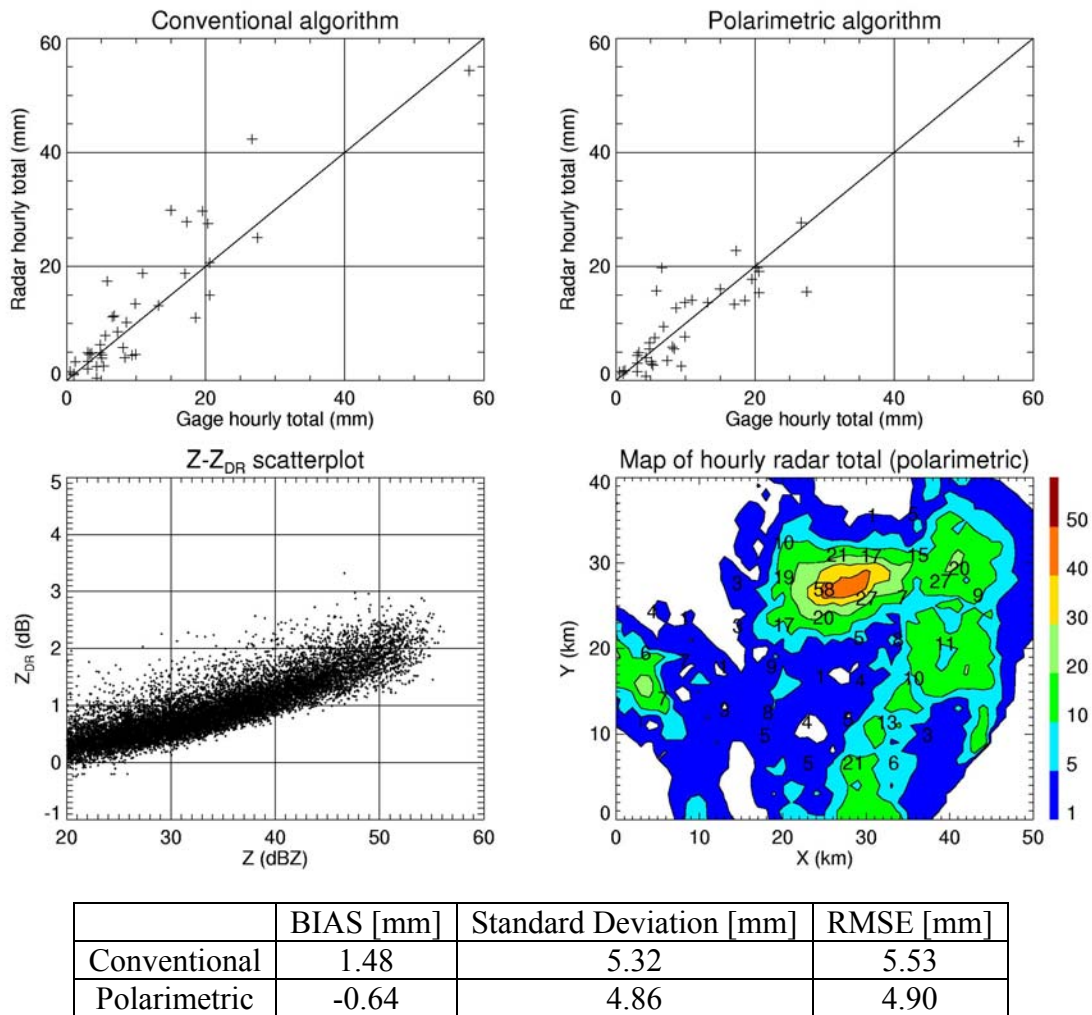 Conventional algorithm
60
40
20
0
Radar hourly total (mm)
0 20 40 60
Gage hourly total (mm)
Polarimetric algorithm
60
40
20
0
Radar hourly total (mm)
0 20 40 60
Gage hourly total (mm)
Z-ZDR scatterplot
5
4
3
2
1
0
-1
ZDR (dB)
20 30 40 50 60
Z (dBZ)
Map of hourly radar total (polarimetric)
40
30
20
10
0
Y (km)
1
10 21 17 15
3 19 58 27 7 20 27 9
4 3 17 20
6 5 11
7 9 1 4 10
8 4 13 3
5 21 6
0 10 20 30 40 50
X (km)
50
40
30
20
10
5
1
BIAS [mm] Standard Deviation [mm] RMSE [mm]
Conventional 1.48 5.32 5.53
Polarimetric -0.64 4.86 4.90